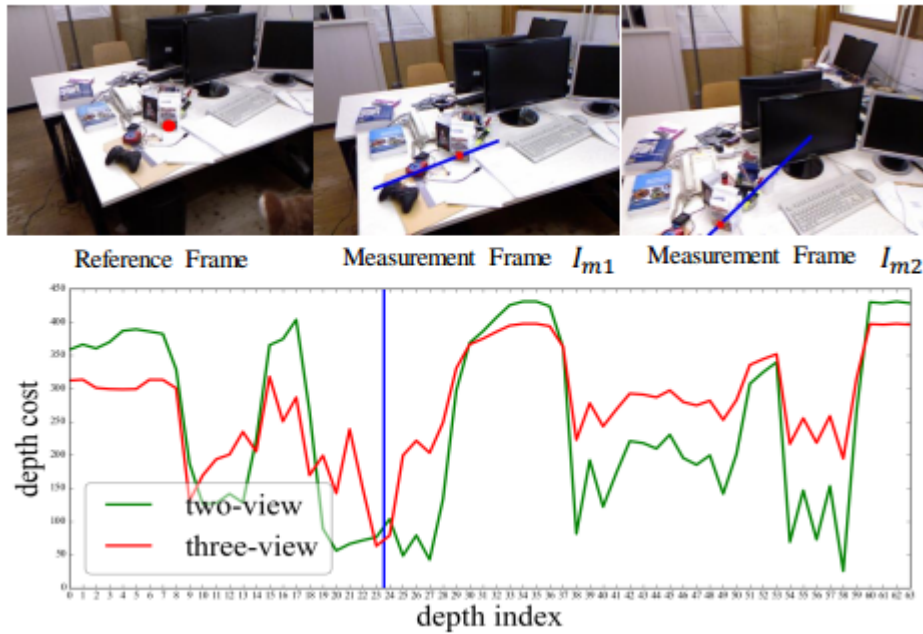 Reference Frame
Measurement Frame I_{m1}
Measurement Frame I_{m2}
450
400
350
300
250
200
150
100
50
0
depth cost
two-view
three-view
0 1 2 3 4 5 6 7 8 9 10 11 12 13 14 15 16 17 18 19 20 21 22 23 24 25 26 27 28 29 30 31 32 33 34 35 36 37 38 39 40 41 42 43 44 45 46 47 48 49 50 51 52 53 54 55 56 57 58 59 60 61 62 63
depth index